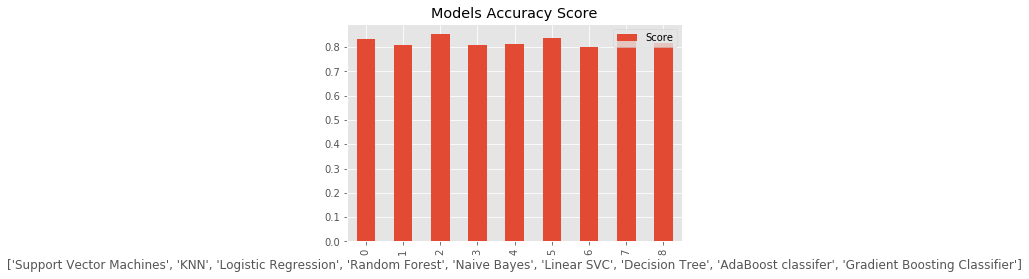 Models Accuracy Score
Score
0.8
0.7
0.6
0.5
0.4
0.3
0.2
0.1
0.0
0 1 2 3 4 5 6 7 8
['Support Vector Machines', 'KNN', 'Logistic Regression', 'Random Forest', 'Naive Bayes', 'Linear SVC', 'Decision Tree', 'AdaBoost classifer', 'Gradient Boosting Classifier']